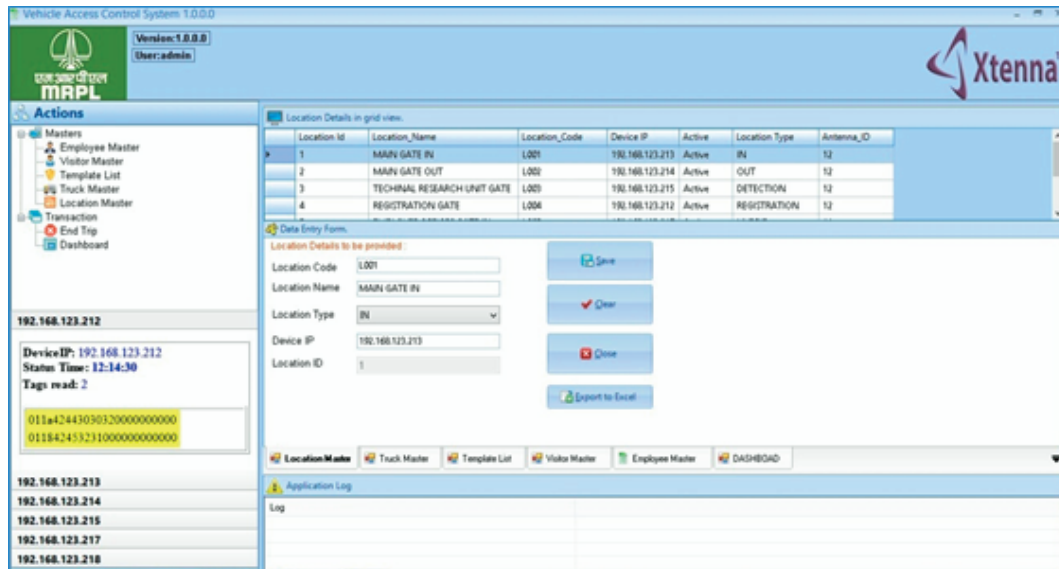 Vehicle Access Control System 1.0.0.0
Version:1.0.0.0
User:admin
एमआरपीएल
MRPL
Xtenna
Actions
Masters
Employee Master
Visitor Master
Template List
Truck Master
Location Master
Transaction
End Trip
Dashboard
192.168.123.212
DeviceIP: 192.168.123.212
Status Time: 12:14:30
Tags read: 2
011a42443030320000000000
011842453231000000000000
192.168.123.213
192.168.123.214
192.168.123.215
192.168.123.217
192.168.123.218
Location Details in grid view.
Location Id Location_Name Location_Code Device IP Active Location Type Antenna_ID
1 MAIN GATE IN L001 192.168.123.213 Active IN 12
2 MAIN GATE OUT L002 192.168.123.214 Active OUT 12
3 TECHINAL RESEARCH UNIT GATE L003 192.168.123.215 Active DETECTION 12
4 REGISTRATION GATE L004 192.168.123.212 Active REGISTRATION 12
Data Entry Form.
Location Details to be provided :
Location Code L001
Location Name MAIN GATE IN
Location Type IN
Device IP 192.168.123.213
Location ID 1
Save
Clear
Close
Export to Excel
Location Master Truck Master Template List Visitor Master Employee Master DASHBOAD
Application Log
Log